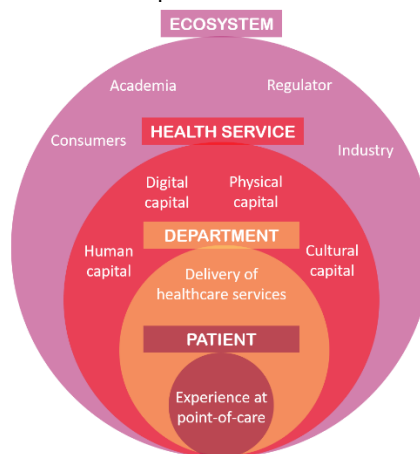 ECOSYSTEM
Academia
Regulator
Consumers
HEALTH SERVICE
Industry
Digital
capital
Physical
capital
DEPARTMENT
Human
capital
Cultural
capital
Delivery of
healthcare services
PATIENT
Experience at
point-of-care